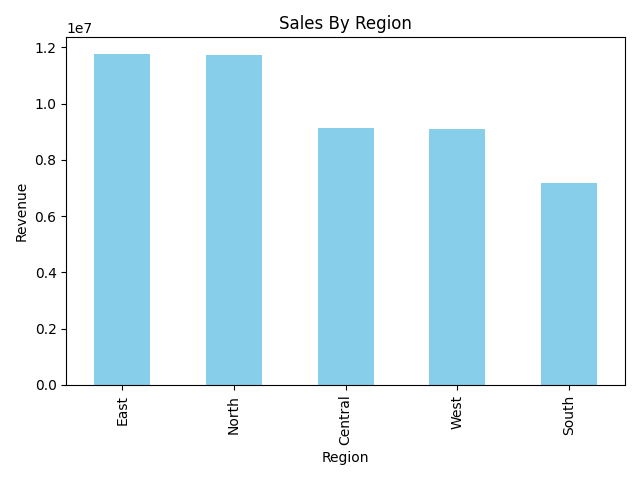 Sales By Region
1e7
1.2
1.0
0.8
0.6
0.4
0.2
0.0
Revenue
East
North
Central
West
South
Region